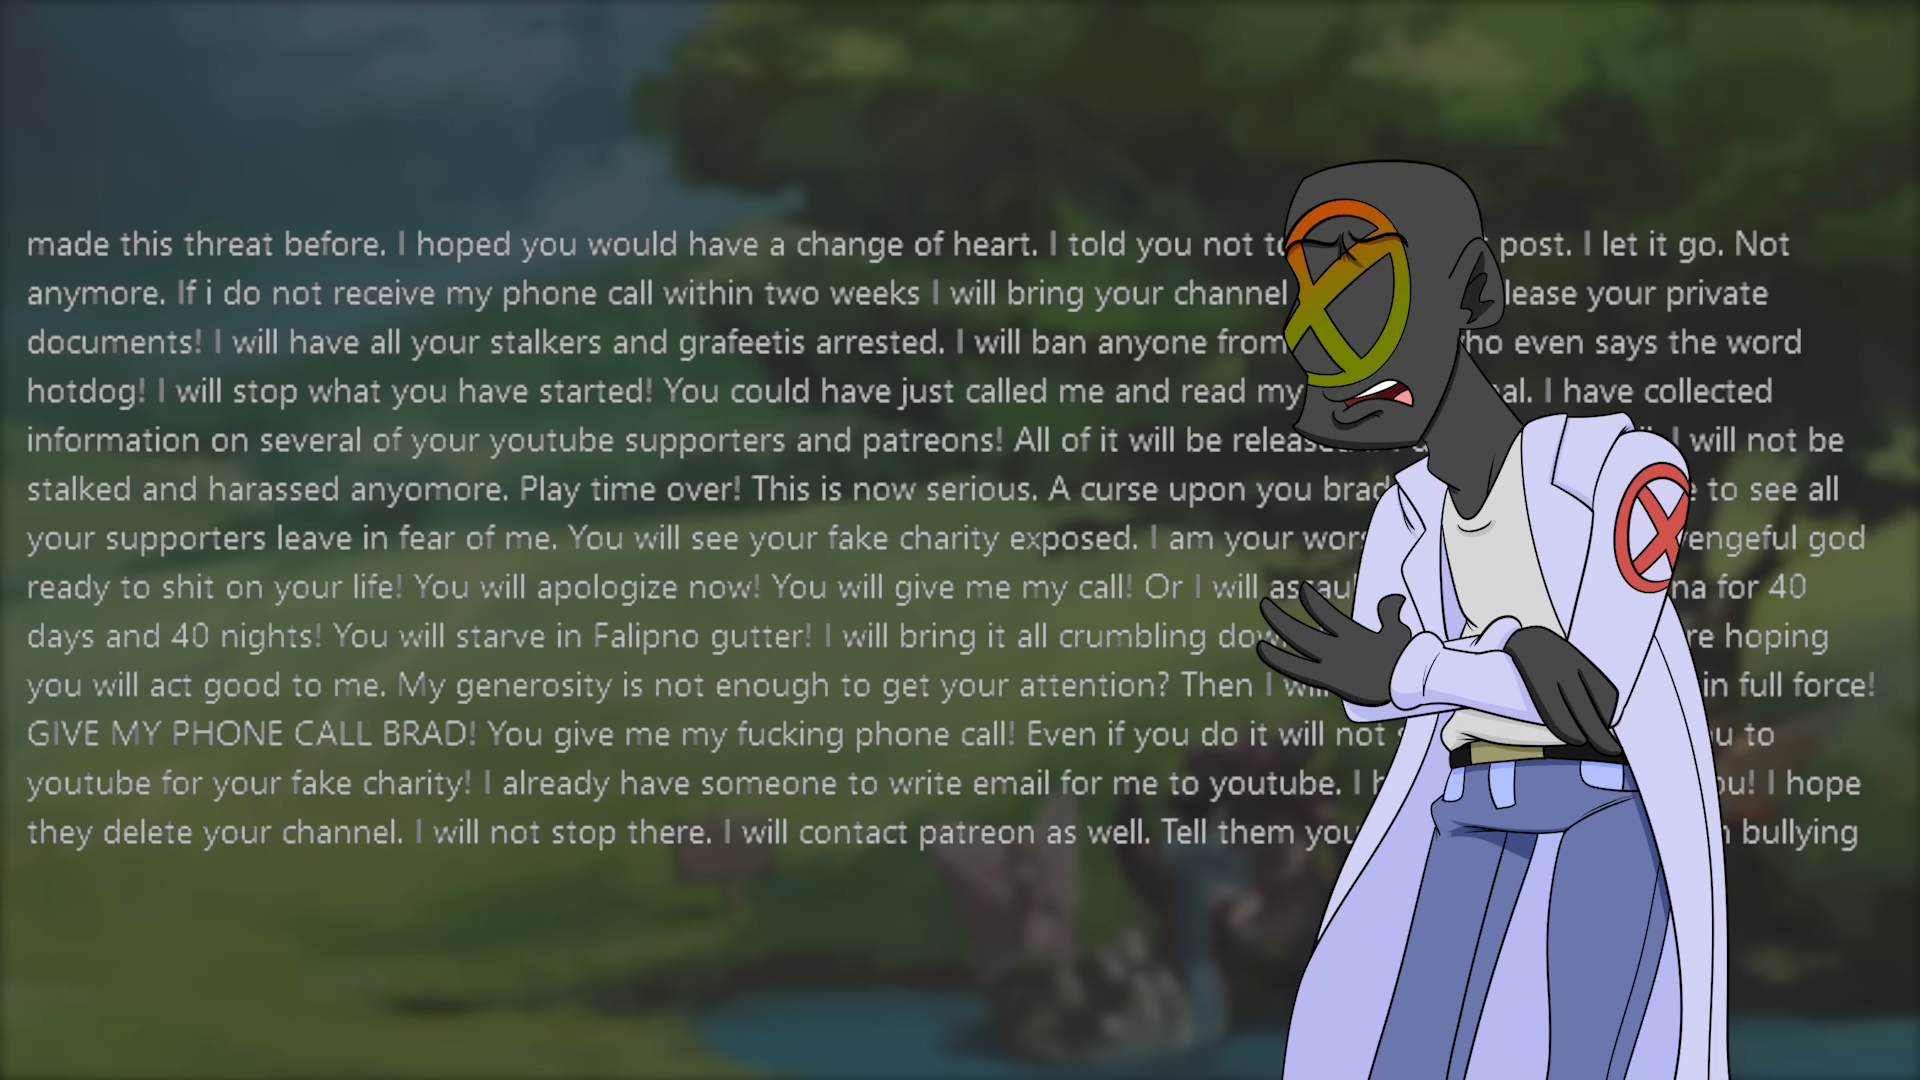 made this threat before. I hoped you would have a change of heart. I told you not to post. I let it go. Not
anymore. If i do not receive my phone call within two weeks I will bring your channel your private
documents! I will have all your stalkers and grafeetis arrested. I will ban anyone from even says the word
hotdog! I will stop what you have started! You could have just called me and read my I have collected
information on several of your youtube supporters and patreons! All of it will be I will not be
stalked and harassed anyomore. Play time over! This is now serious. A curse upon you brad to see all
your supporters leave in fear of me. You will see your fake charity exposed. I am your god
ready to shit on your life! You will apologize now! You will give me my call! Or I will for 40
days and 40 nights! You will starve in Falipno gutter! I will bring it all crumbling hoping
you will act good to me. My generosity is not enough to get your attention? Then I in full force!
GIVE MY PHONE CALL BRAD! You give me my fucking phone call! Even if you do it will not to
youtube for your fake charity! I already have someone to write email for me to youtube. I I hope
they delete your channel. I will not stop there. I will contact patreon as well. Tell them bullying